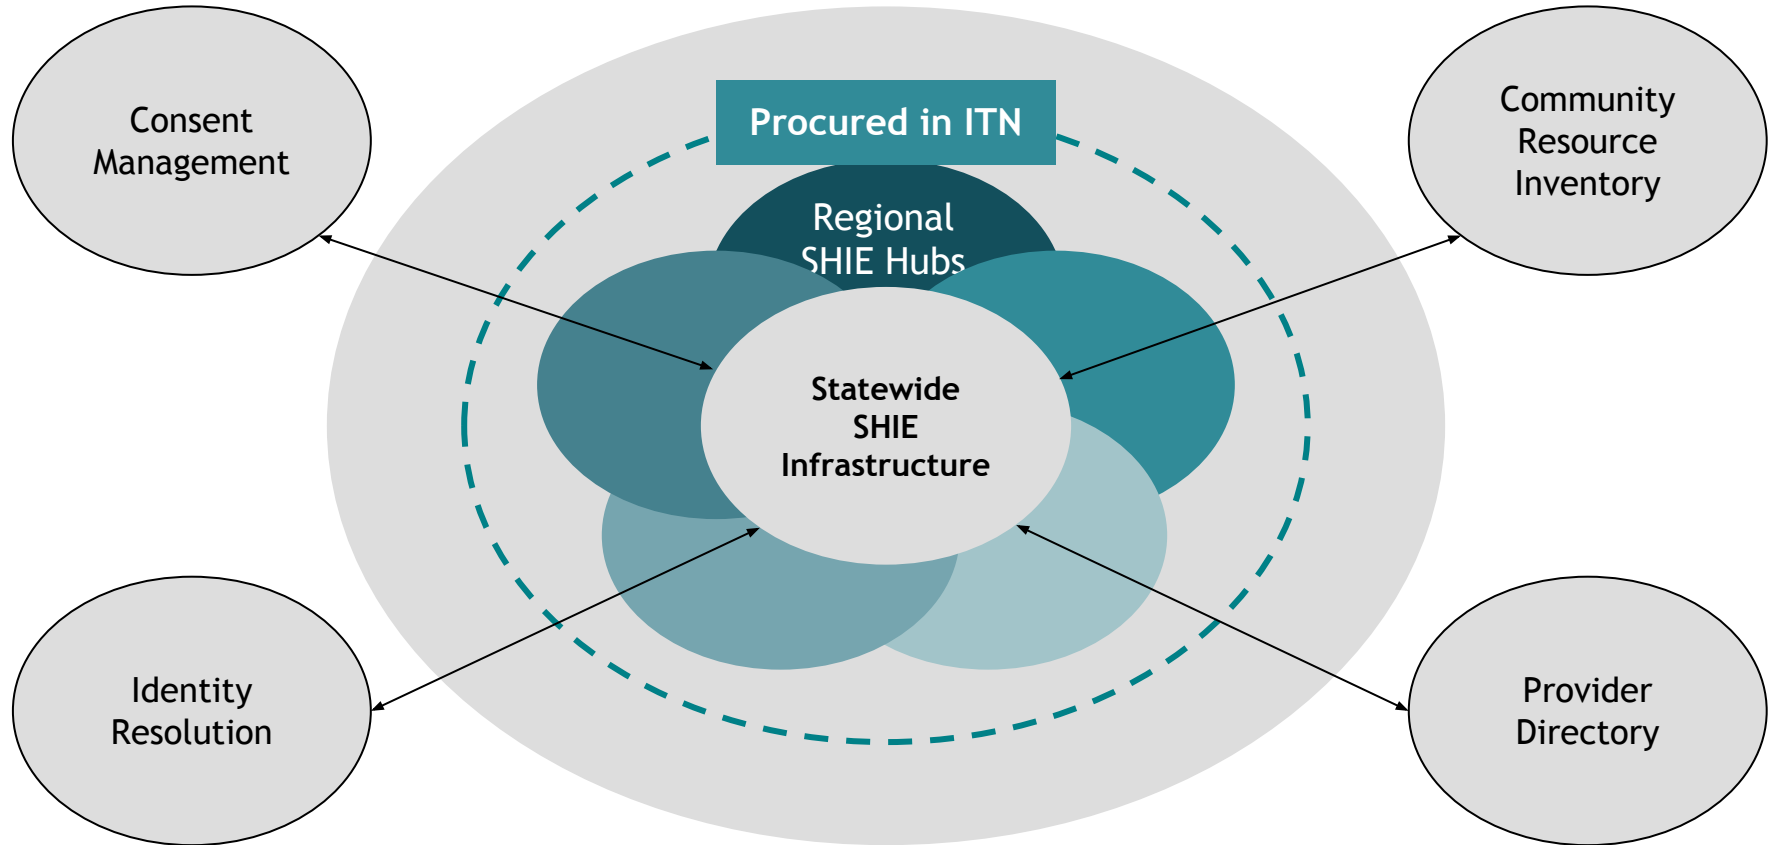 Consent
Management
Procured in ITN
Community
Resource
Inventory
Regional
SHIE Hubs
Statewide
SHIE
Infrastructure
Identity
Resolution
Provider
Directory